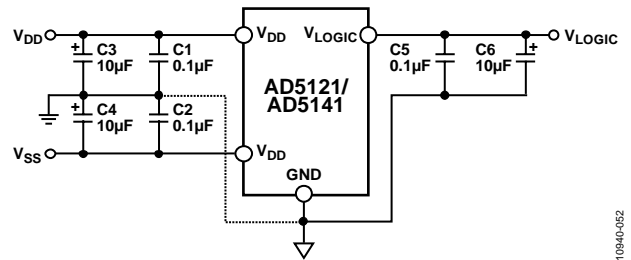 VDD
C3
10µF
C1
0.1µF
VDD
VLOGIC
C5
0.1µF
C6
10µF
VLOGIC
AD5121/
AD5141
C4
10µF
C2
0.1µF
VSS
VDD
GND
10940-052